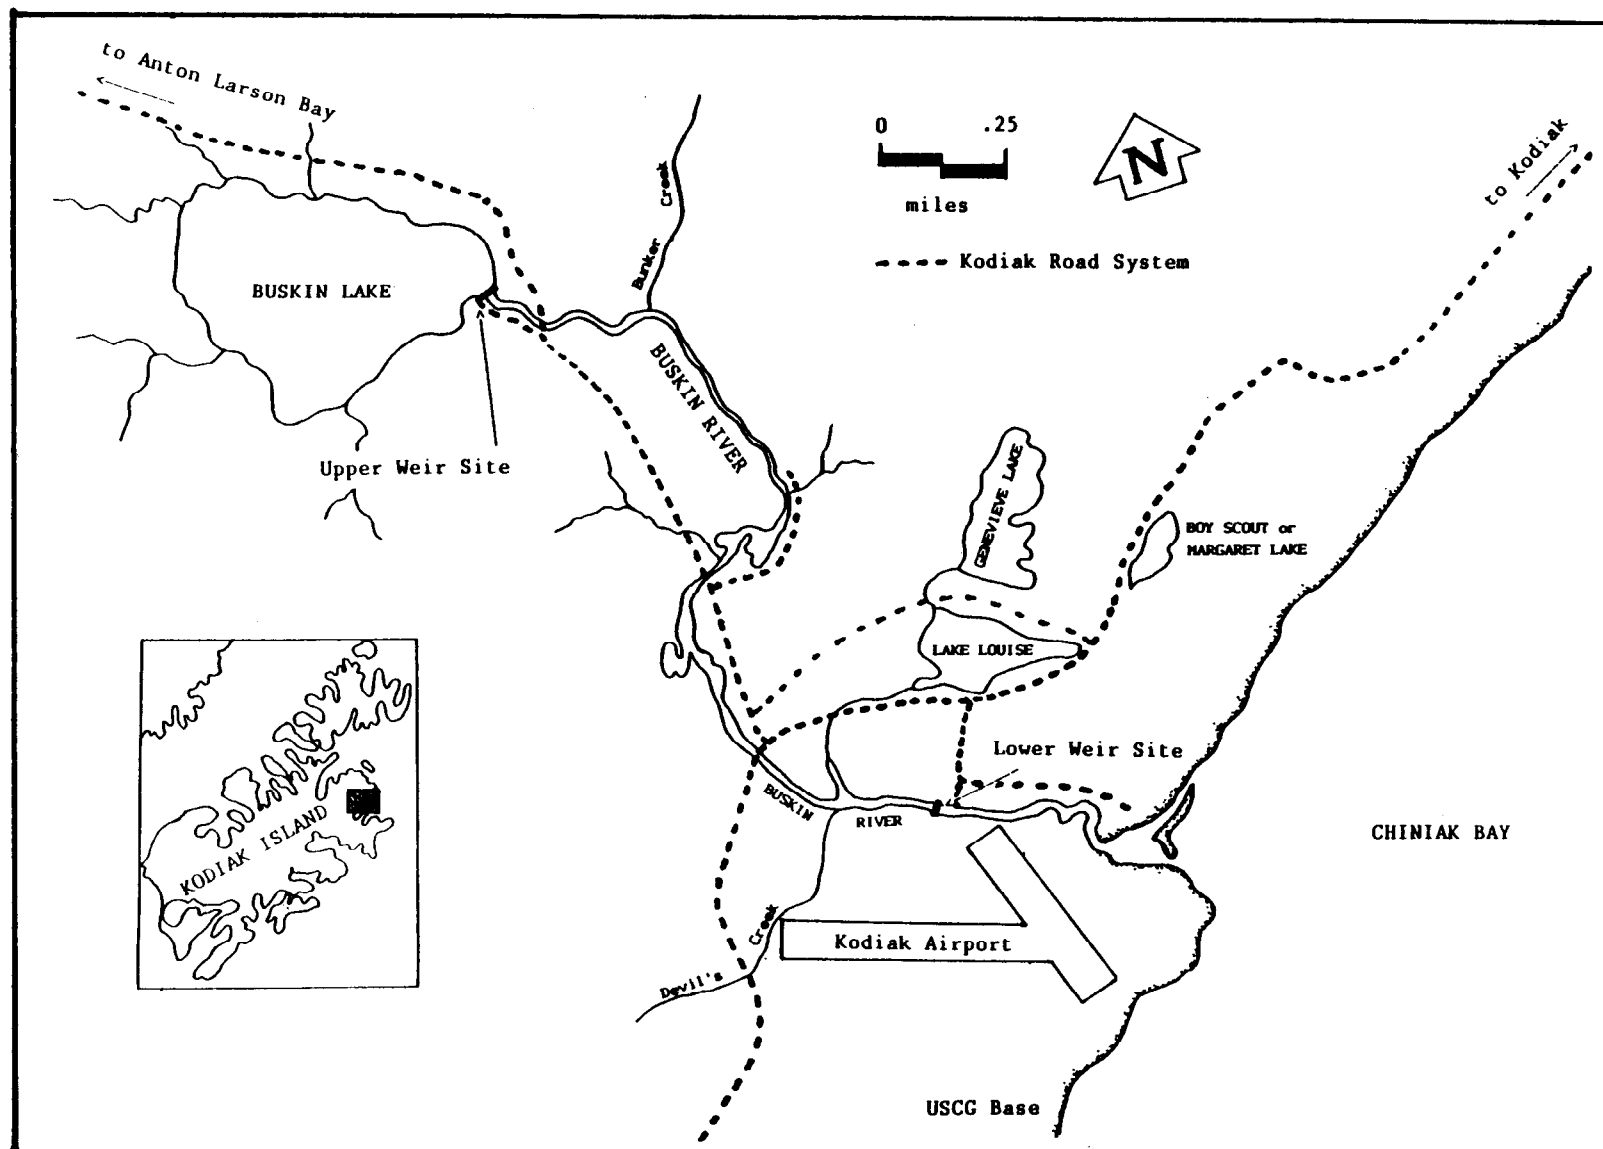 to Anton Larson Bay
0 .25
miles
N
to Kodiak
Kodiak Road System
Bunker Creek
BUSKIN LAKE
BUSKIN RIVER
Upper Weir Site
GENEVIEVE LAKE
BOY SCOUT or
MARGARET LAKE
LAKE LOUISE
Lower Weir Site
BUSKIN RIVER
CHINIAK BAY
KODIAK ISLAND
Devil's Creek
Kodiak Airport
USCG Base